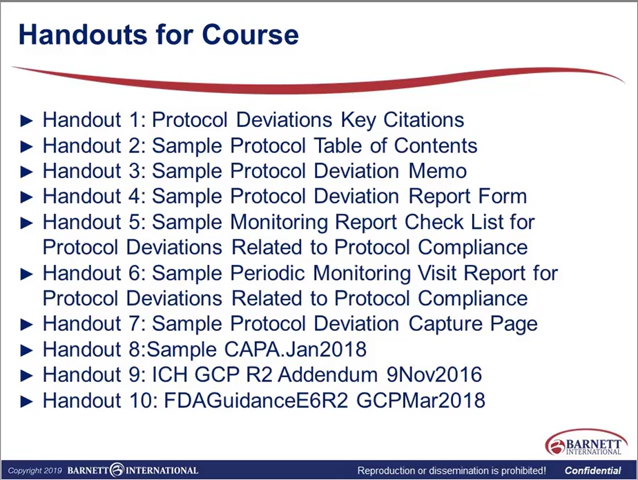 Handouts for Course
► Handout 1: Protocol Deviations Key Citations
► Handout 2: Sample Protocol Table of Contents
► Handout 3: Sample Protocol Deviation Memo
► Handout 4: Sample Protocol Deviation Report Form
► Handout 5: Sample Monitoring Report Check List for
Protocol Deviations Related to Protocol Compliance
► Handout 6: Sample Periodic Monitoring Visit Report for
Protocol Deviations Related to Protocol Compliance
► Handout 7: Sample Protocol Deviation Capture Page
► Handout 8:Sample CAPA.Jan2018
► Handout 9: ICH GCP R2 Addendum 9Nov2016
► Handout 10: FDAGuidanceE6R2 GCPMar2018
BARNETT
INTERNATIONAL
Copyright 2019 BARNETT INTERNATIONAL Reproduction or dissemination is prohibited! Confidential